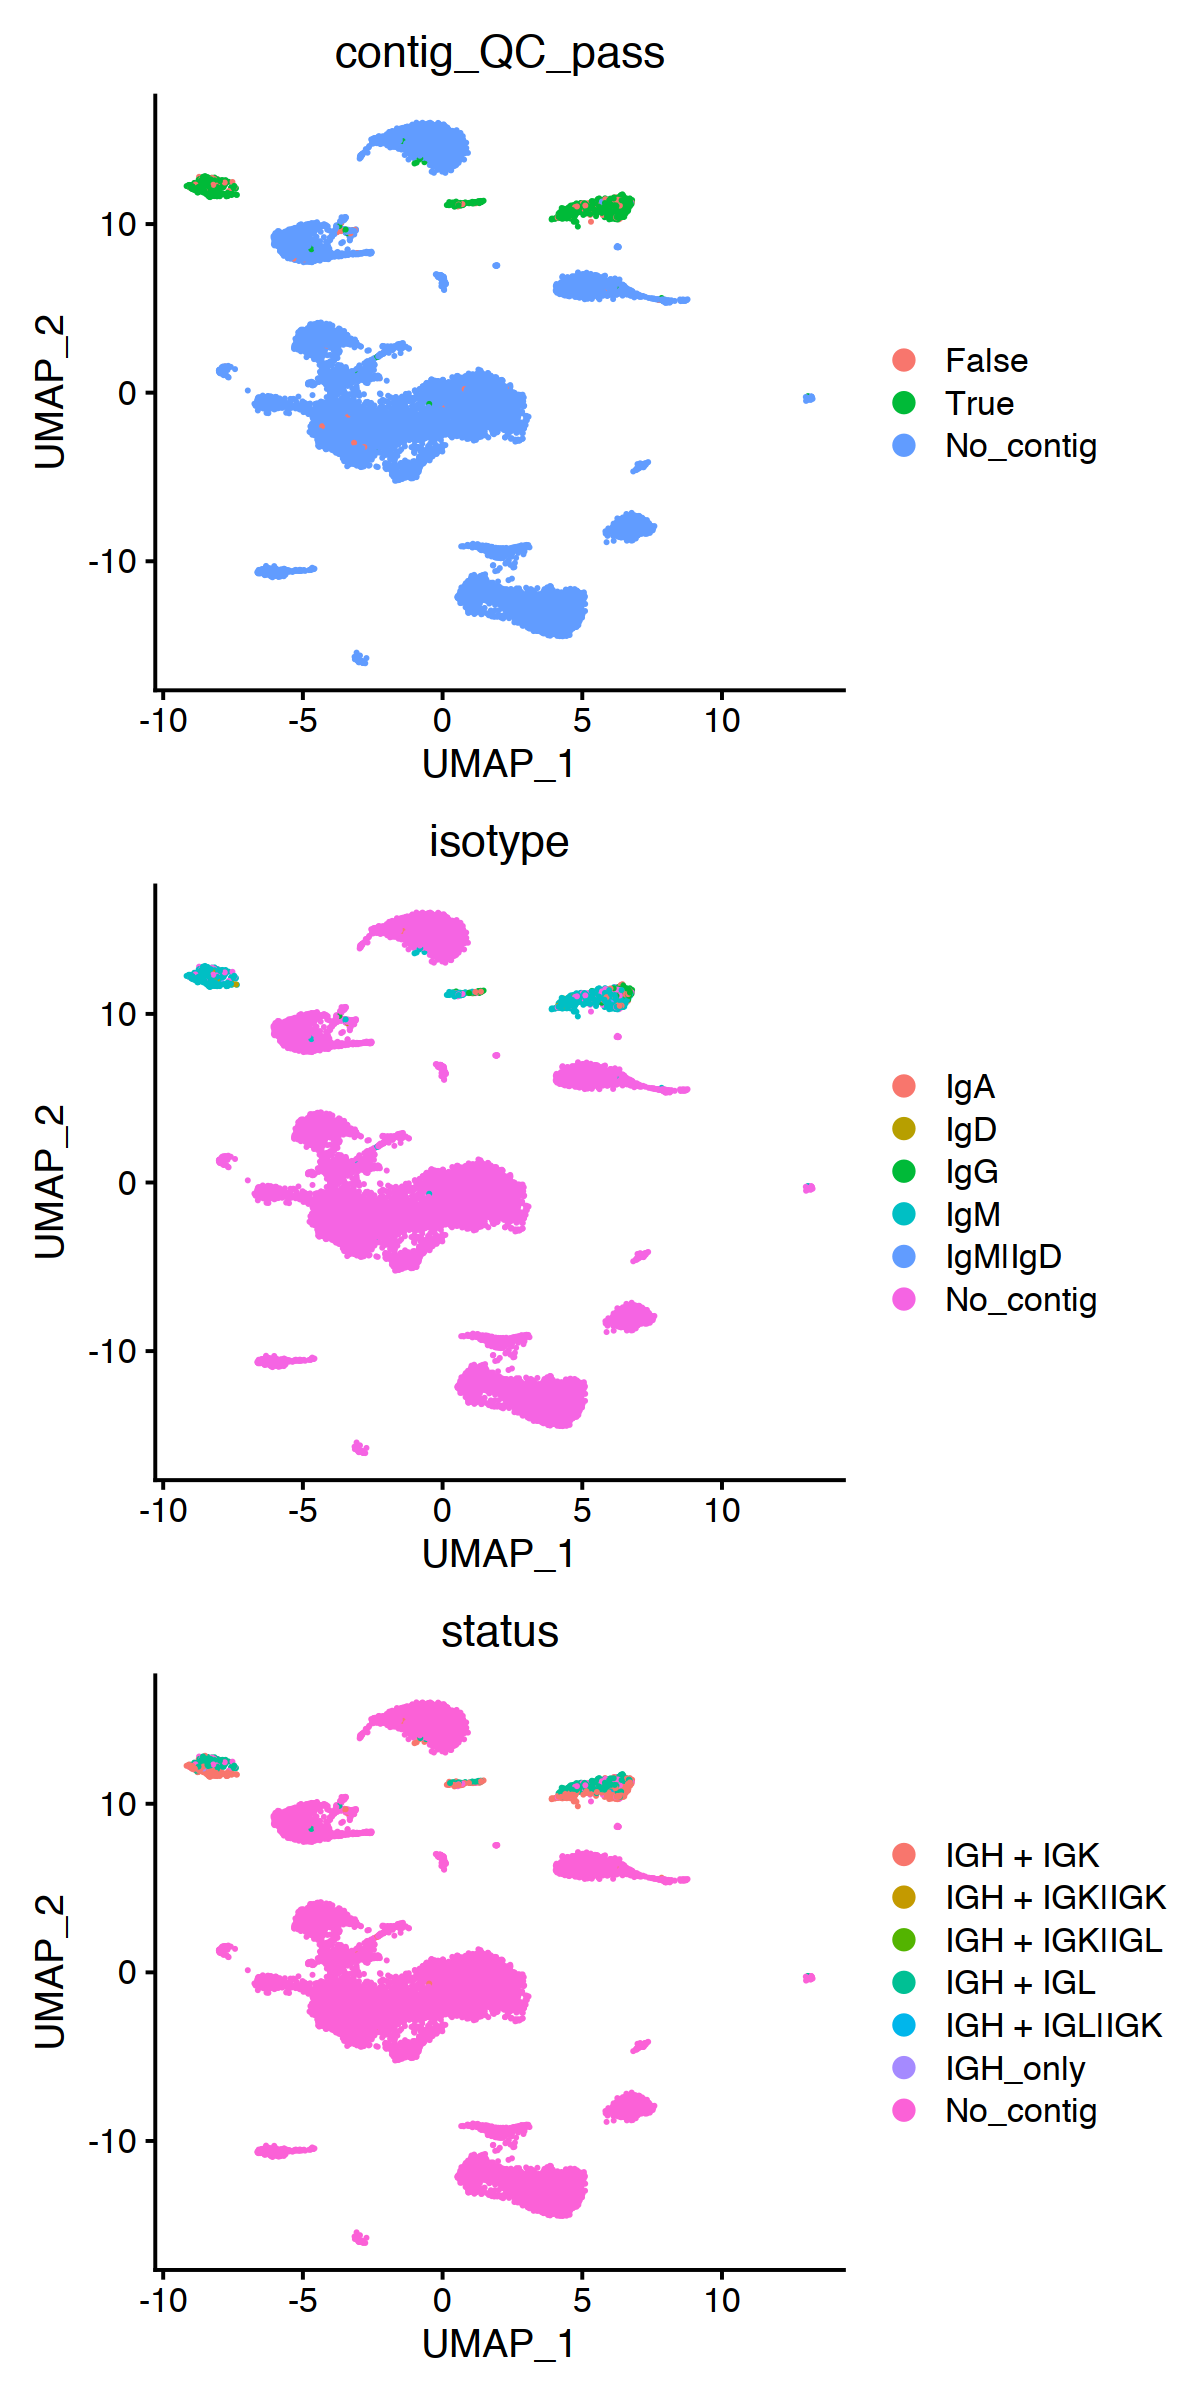 contig_QC_pass
10
0
-10
UMAP_2
-10 -5 0 5 10
UMAP_1
False
True
No_contig
isotype
10
0
-10
UMAP_2
-10 -5 0 5 10
UMAP_1
IgA
IgD
IgG
IgM
IgM|IgD
No_contig
status
10
0
-10
UMAP_2
-10 -5 0 5 10
UMAP_1
IGH + IGK
IGH + IGK|IGK
IGH + IGK|IGL
IGH + IGL
IGH + IGL|IGK
IGH_only
No_contig